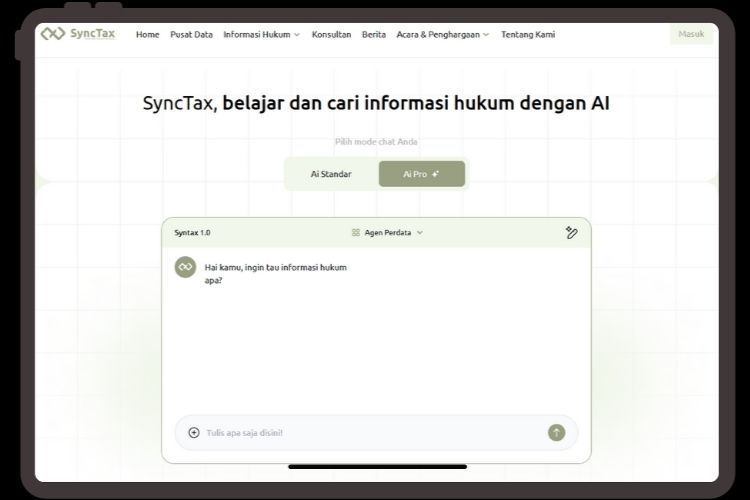 SyncTax Home Pusat Data Informasi Hukum Konsultan Berita Acara & Penghargaan Tentang Kami Masuk
SyncTax, belajar dan cari informasi hukum dengan AI
Pilih mode chat Anda
Ai Standar Ai Pro
Syntax 1.0 Agen Perdata
Hai kamu, ingin tau informasi hukum
apa?
Tulis apa saja disini!